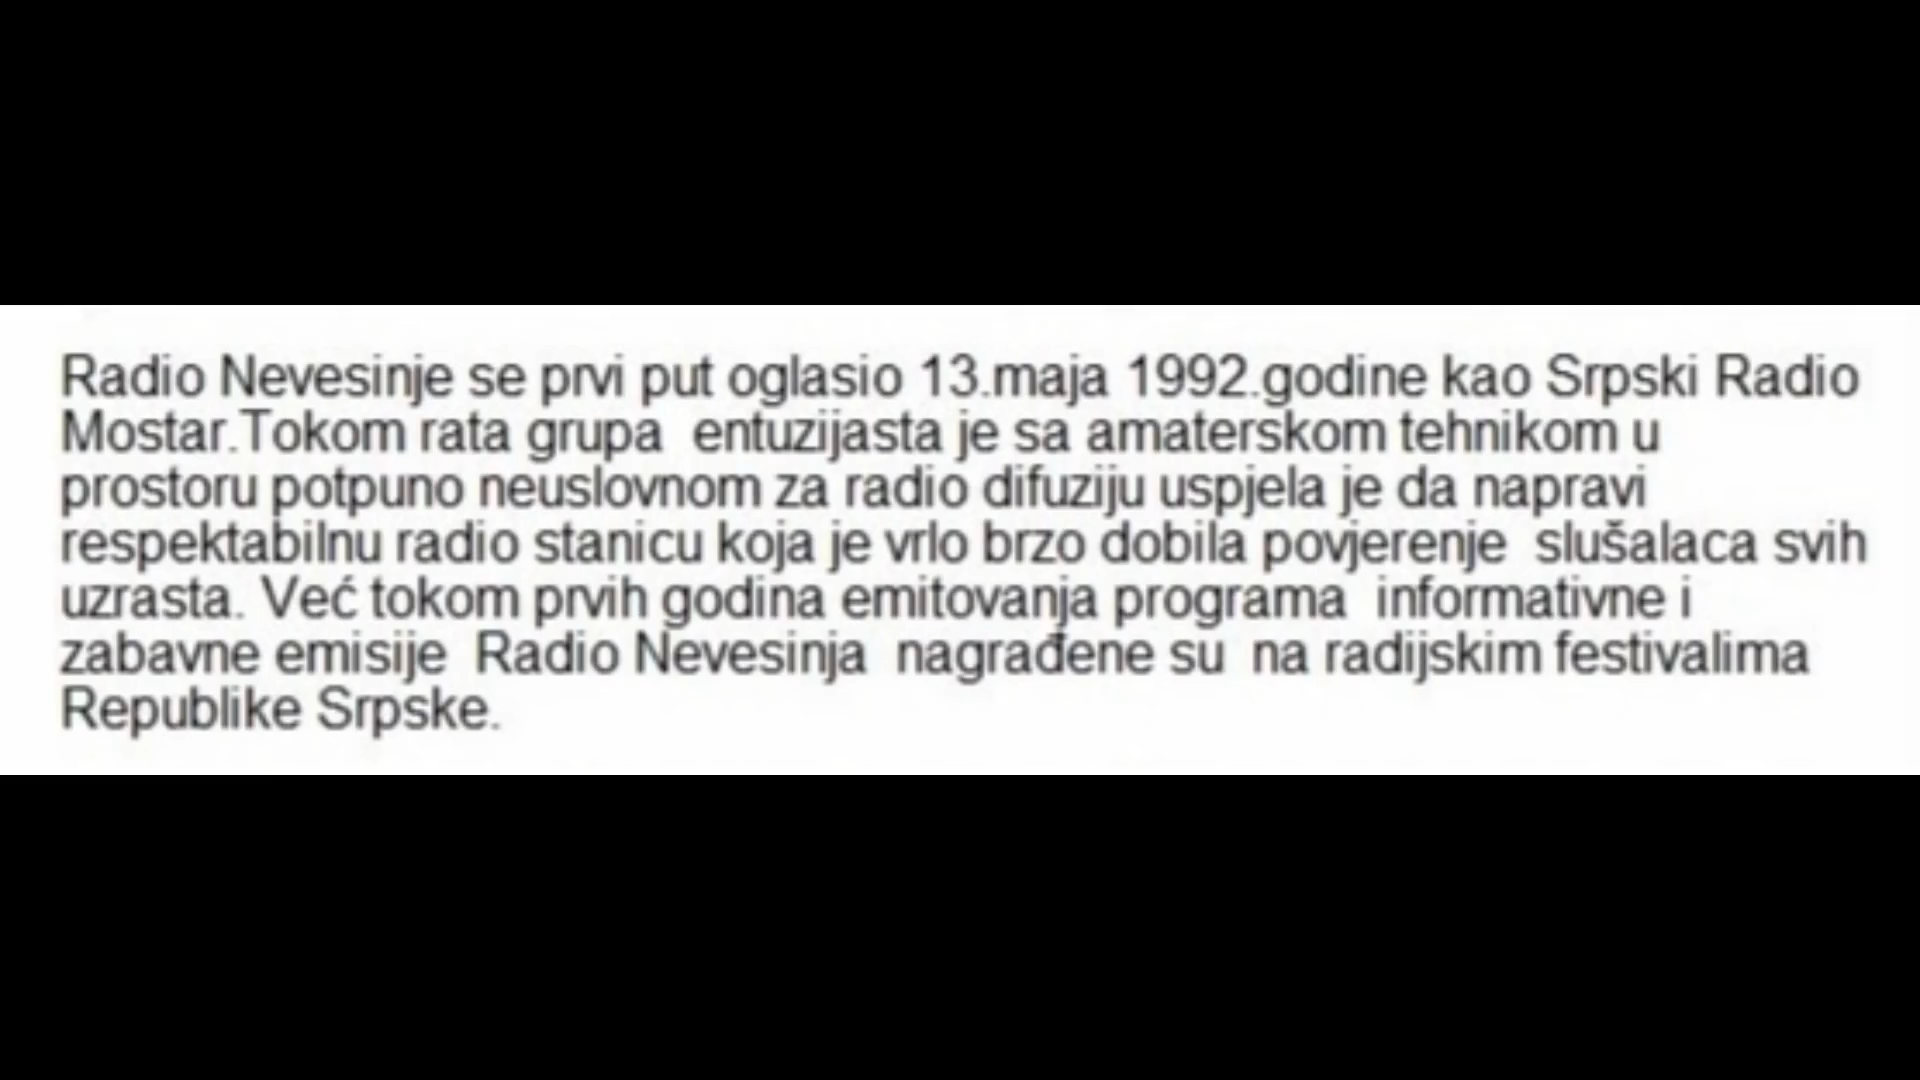 Radio Nevesinje se prvi put oglasio 13.maja 1992.godine kao Srpski Radio
Mostar.Tokom rata grupa  entuzijasta je sa amaterskom tehnikom u
prostoru potpuno neuslovnom za radio difuziju uspjela je da napravi
respektabilnu radio stanicu koja je vrlo brzo dobila povjerenje  slušalaca svih
uzrasta. Već tokom prvih godina emitovanja programa  informativne i
zabavne emisije  Radio Nevesinja  nagrađene su  na radijskim festivalima
Republike Srpske.